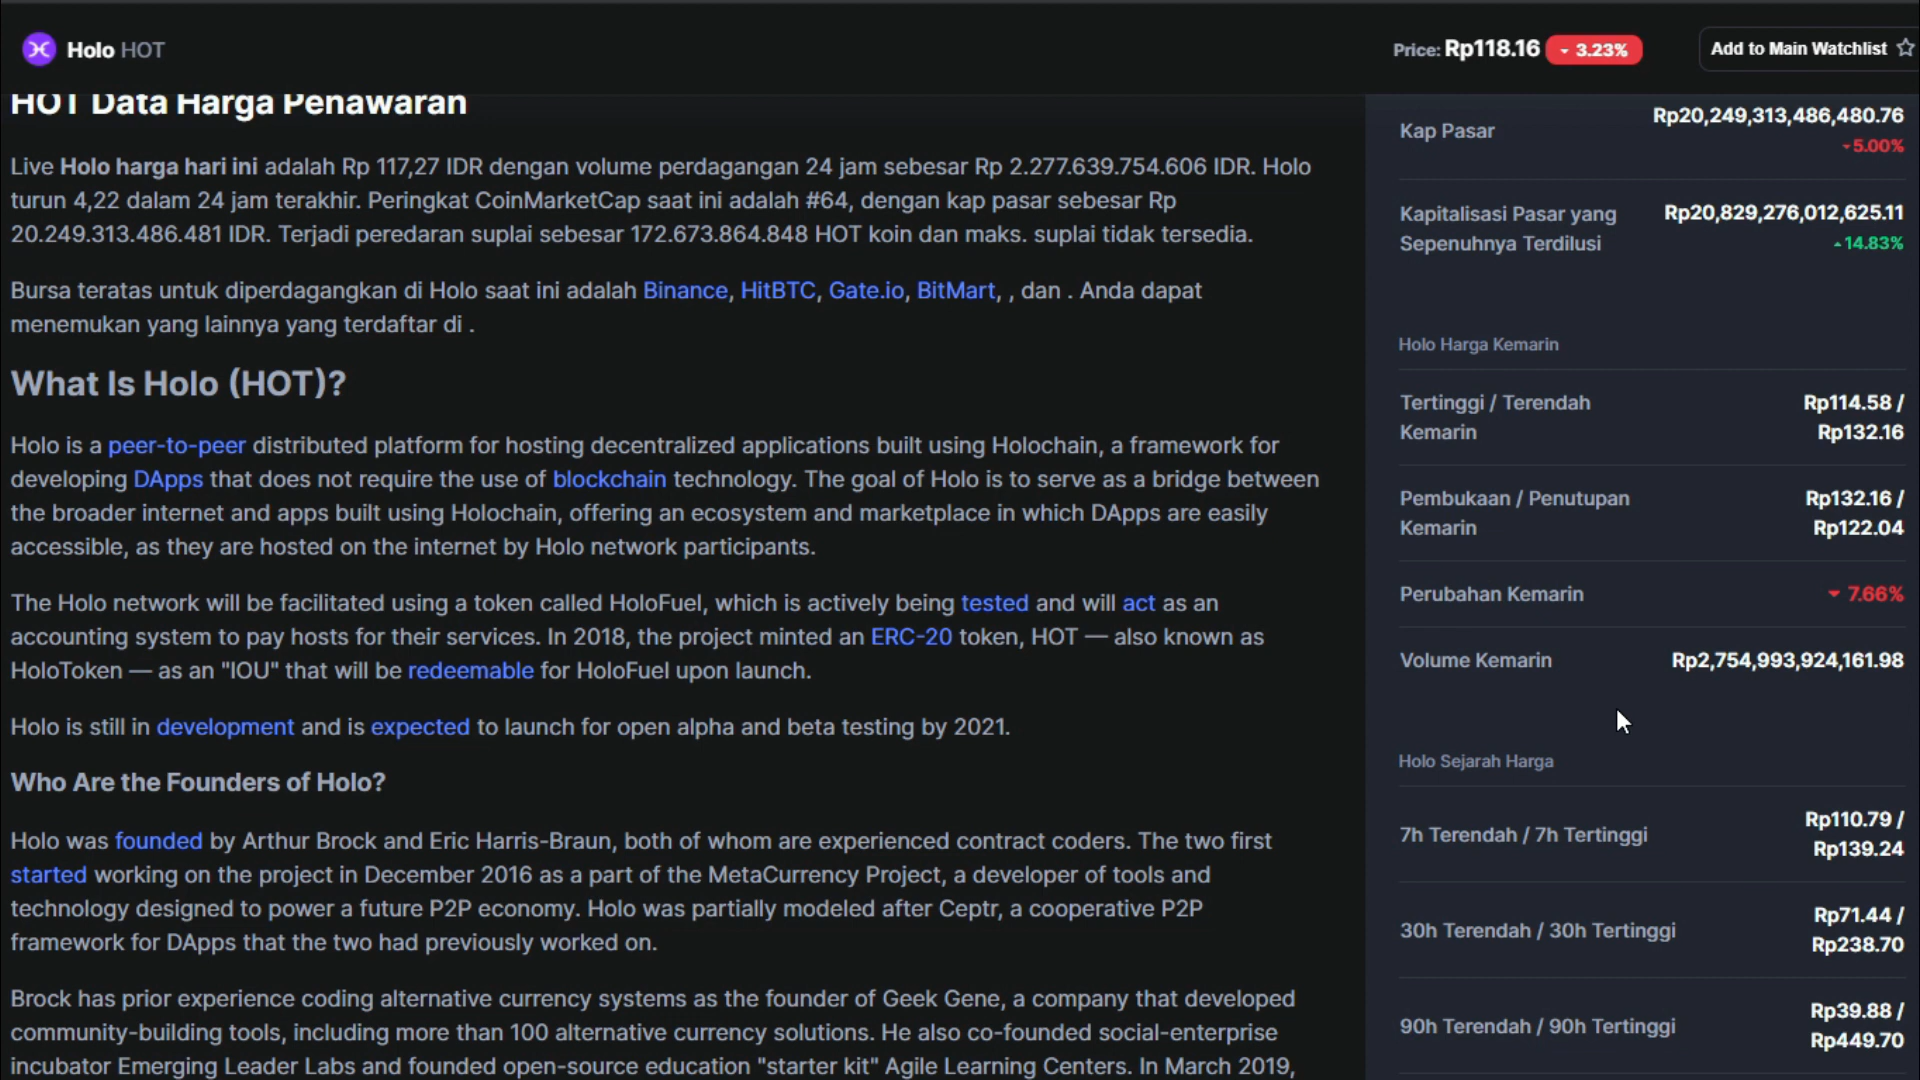 Holo HOT
Price: Rp118.16 3.23%
Add to Main Watchlist
HOT Data Harga Penawaran
Live Holo harga hari ini adalah Rp 117,27 IDR dengan volume perdagangan 24 jam sebesar Rp 2.277.639.754.606 IDR. Holo
turun 4,22 dalam 24 jam terakhir. Peringkat CoinMarketCap saat ini adalah #64, dengan kap pasar sebesar Rp
20.249.313.486.481 IDR. Terjadi peredaran suplai sebesar 172.673.864.848 HOT koin dan maks. suplai tidak tersedia.
Bursa teratas untuk diperdagangkan di Holo saat ini adalah Binance, HitBTC, Gate.io, BitMart, , dan . Anda dapat
menemukan yang lainnya yang terdaftar di .
What Is Holo (HOT)?
Holo is a peer-to-peer distributed platform for hosting decentralized applications built using Holochain, a framework for
developing DApps that does not require the use of blockchain technology. The goal of Holo is to serve as a bridge between
the broader internet and apps built using Holochain, offering an ecosystem and marketplace in which DApps are easily
accessible, as they are hosted on the internet by Holo network participants.
The Holo network will be facilitated using a token called HoloFuel, which is actively being tested and will act as an
accounting system to pay hosts for their services. In 2018, the project minted an ERC-20 token, HOT — also known as
HoloToken — as an "IOU" that will be redeemable for HoloFuel upon launch.
Holo is still in development and is expected to launch for open alpha and beta testing by 2021.
Who Are the Founders of Holo?
Holo was founded by Arthur Brock and Eric Harris-Braun, both of whom are experienced contract coders. The two first
started working on the project in December 2016 as a part of the MetaCurrency Project, a developer of tools and
technology designed to power a future P2P economy. Holo was partially modeled after Ceptr, a cooperative P2P
framework for DApps that the two had previously worked on.
Brock has prior experience coding alternative currency systems as the founder of Geek Gene, a company that developed
community-building tools, including more than 100 alternative currency solutions. He also co-founded social-enterprise
incubator Emerging Leader Labs and founded open-source education "starter kit" Agile Learning Centers. In March 2019,
Kap Pasar
Rp20,249,313,486,480.76
5.00%
Kapitalisasi Pasar yang
Sepenuhnya Terdilusi
Rp20,829,276,012,625.11
14.83%
Holo Harga Kemarin
Tertinggi / Terendah
Kemarin
Rp114.58 /
Rp132.16
Pembukaan / Penutupan
Kemarin
Rp132.16 /
Rp122.04
Perubahan Kemarin
7.66%
Volume Kemarin
Rp2,754,993,924,161.98
Holo Sejarah Harga
7h Terendah / 7h Tertinggi
Rp110.79 /
Rp139.24
30h Terendah / 30h Tertinggi
Rp71.44 /
Rp238.70
90h Terendah / 90h Tertinggi
Rp39.88 /
Rp449.70